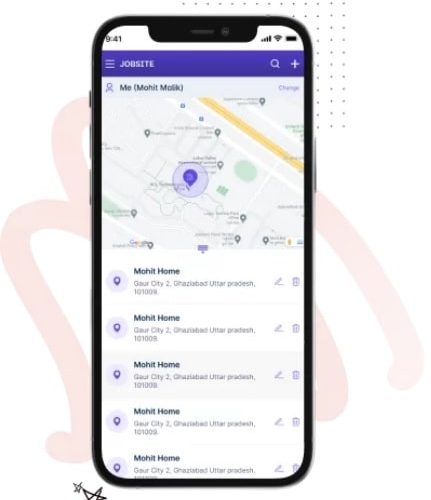 9:41
JOBSITE
Me (Mohit Malik)
Change
Google
Mohit Home
Gaur City 2, Ghaziabad Uttar pradesh,
101009.
Mohit Home
Gaur City 2, Ghaziabad Uttar pradesh,
101009.
Mohit Home
Gaur City 2, Ghaziabad Uttar pradesh,
101009.
Mohit Home
Gaur City 2, Ghaziabad Uttar pradesh,
101009.
Mohit Home
Gaur City 2, Ghaziabad Uttar pradesh,